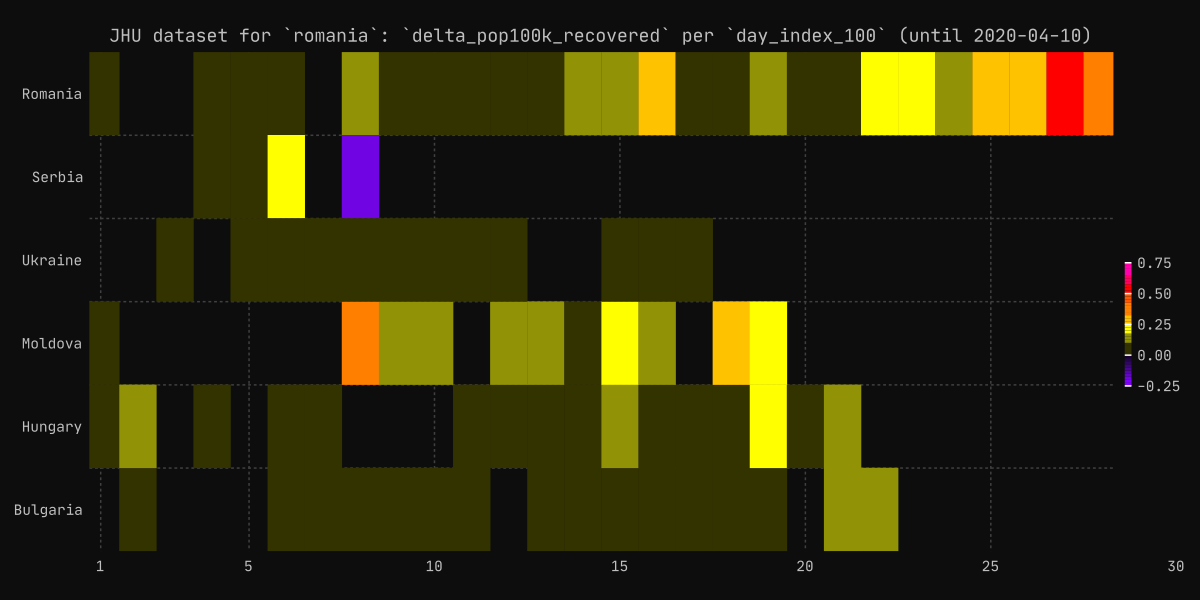 JHU dataset for `romania`: `delta_pop100k_recovered` per `day_index_100` (until 2020-04-10)
Romania
Serbia
Ukraine
Moldova
Hungary
Bulgaria
0.75
0.50
0.25
0.00
-0.25
1 5 10 15 20 25 30